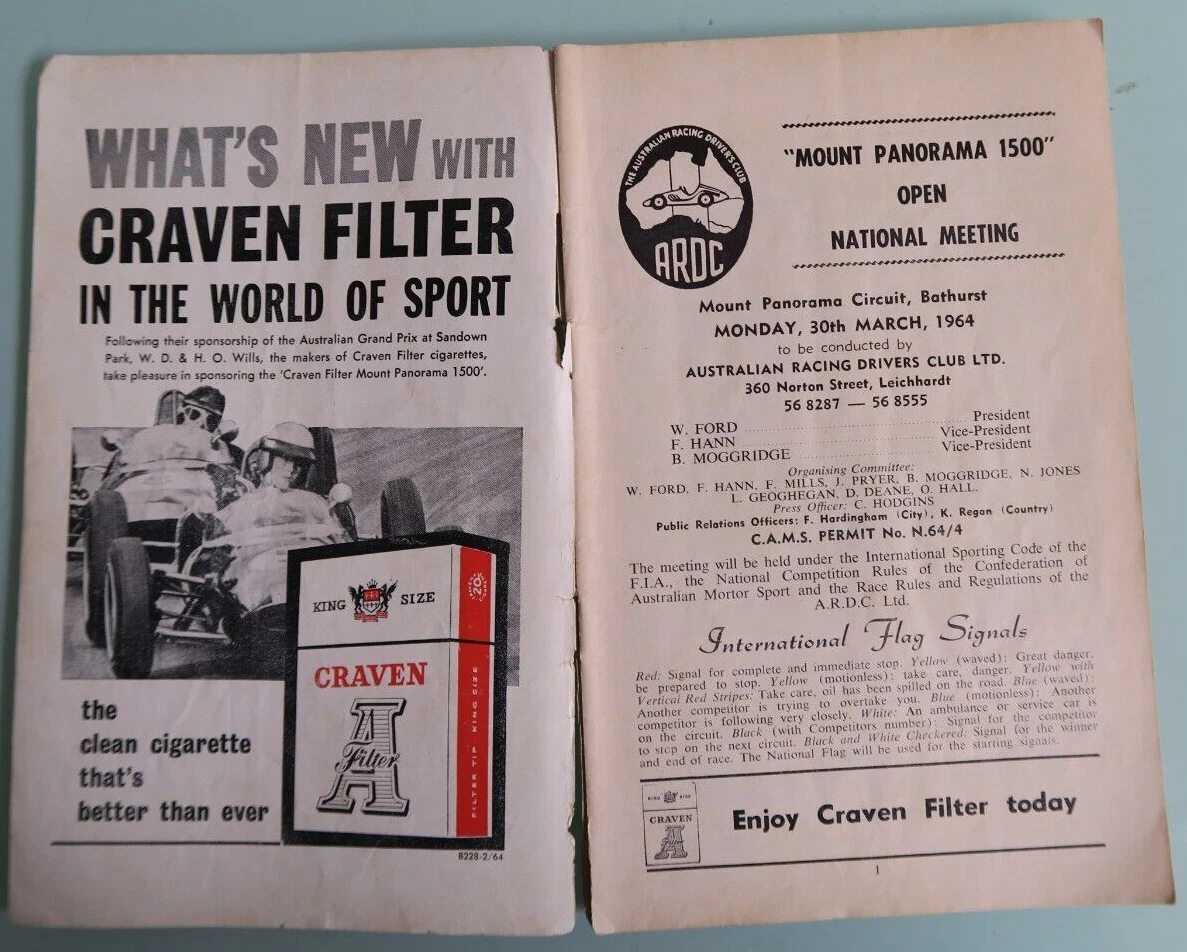 WHAT'S NEW WITH
CRAVEN FILTER
IN THE WORLD OF SPORT
Following their sponsorship of the Australian Grand Prix at Sandown
Park, W. D. & H. O. Wills, the makers of Craven Filter cigarettes,
take pleasure in sponsoring the 'Craven Filter Mount Panorama 1500'.
KING SIZE
20
CRAVEN
A
Filter
FILTER TIP KING SIZE
the
clean cigarette
that's
better than ever
B228-2/64
THE AUSTRALIAN RACING DRIVERS CLUB
ARDC
"MOUNT PANORAMA 1500"
OPEN
NATIONAL MEETING
Mount Panorama Circuit, Bathurst
MONDAY, 30th MARCH, 1964
to be conducted by
AUSTRALIAN RACING DRIVERS CLUB LTD.
360 Norton Street, Leichhardt
56 8287 — 56 8555
W. FORD President
F. HANN Vice-President
B. MOGGRIDGE Vice-President
Organising Committee:
W. FORD, F. HANN, F. MILLS, J. PRYER, B. MOGGRIDGE, N. JONES
L. GEOGHEGAN, D. DEANE, O. HALL.
Press Officer: C. HODGINS
Public Relations Officers: F. Hardingham (City), K. Regan (Country)
C.A.M.S. PERMIT No. N.64/4
The meeting will be held under the International Sporting Code of the
F.I.A., the National Competition Rules of the Confederation of
Australian Mortor Sport and the Race Rules and Regulations of the
A.R.D.C. Ltd.
International Flag Signals
Red: Signal for complete and immediate stop. Yellow (waved): Great danger,
be prepared to stop. Yellow (motionless): take care, danger. Yellow with
Vertical Red Stripes: Take care, oil has been spilled on the road. Blue (waved):
Another competitor is trying to overtake you. Blue (motionless): Another
competitor is following very closely. White: An ambulance or service car is
on the circuit. Black (with Competitors number): Signal for the competitor
to stop on the next circuit. Black and White Checkered: Signal for the winner
and end of race. The National Flag will be used for the starting signals.
KING SIZE
CRAVEN
A
Filter
Enjoy Craven Filter today
1